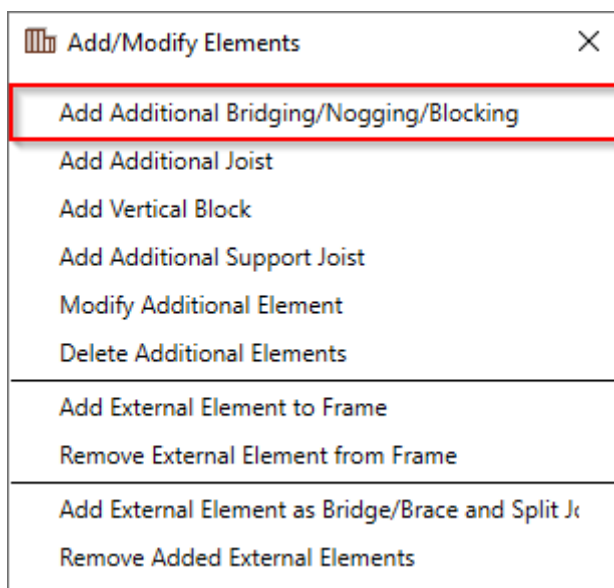 Add/Modify Elements
Add Additional Bridging/Nogging/Blocking
Add Additional Joist
Add Vertical Block
Add Additional Support Joist
Modify Additional Element
Delete Additional Elements
Add External Element to Frame
Remove External Element from Frame
Add External Element as Bridge/Brace and Split
Remove Added External Elements